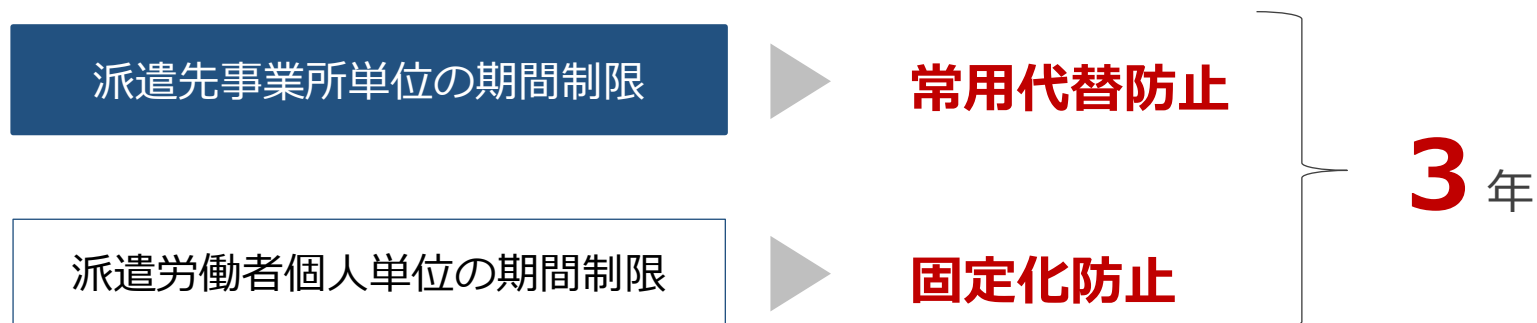 派遣先事業所単位の期間制限
常用代替防止
3年
派遣労働者個人単位の期間制限
固定化防止